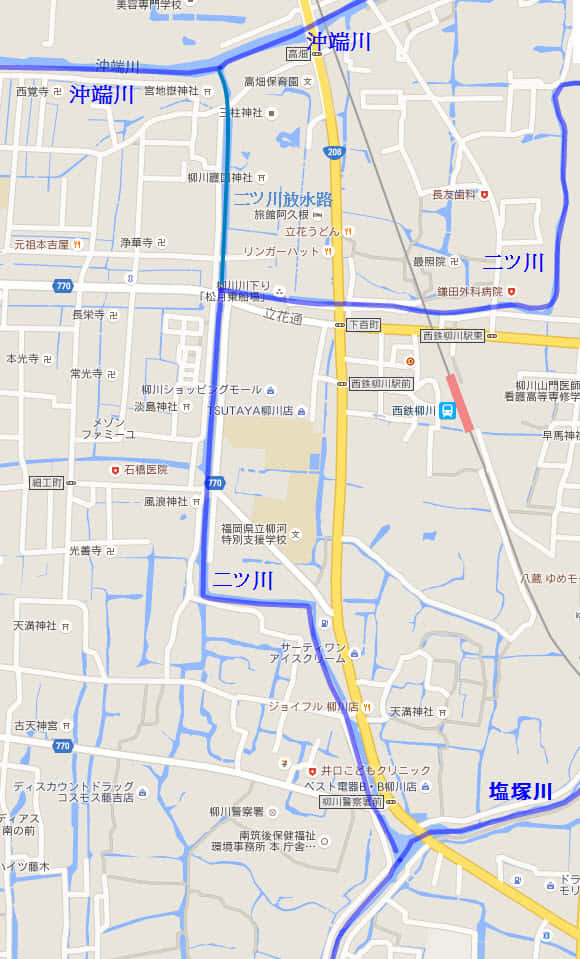 美容専門学校
沖端川
高畑
沖端川
高畑保育園
西覚寺
沖端川
宮地嶽神社
三柱神社
208
柳川護国神社
長友歯科
二ツ川放水路
旅館阿久根
立花うどん
元祖本吉屋
浄華寺
リンガーハット
最照院
二ツ川
770
柳川川下り
「松月乗船場」
鎌田外科病院
長栄寺
立花通
下百町
西鉄柳川駅東
本光寺
常光寺
柳川ショッピングモール
西鉄柳川駅前
柳川山門医師
看護高等専修学
淡島神社
TSUTAYA柳川店
西鉄柳川
メゾン
ファミーユ
早馬神社
石橋医院
細工町
770
風浪神社
福岡県立柳河
特別支援学校
光善寺
二ツ川
八蔵 ゆめモー
天満神社
サーティワン
アイスクリーム
ジョイフル 柳川店
天満神社
古天神宮
770
井口こどもクリニック
ディスカウントドラッグ
コスモス藤吉店
ベスト電器B・B柳川店
塩塚川
柳川警察署前
ディアス
南の前
柳川警察署
南筑後保健福祉
環境事務所 本 庁舎…
ハイツ藤木
ドラ
モリ